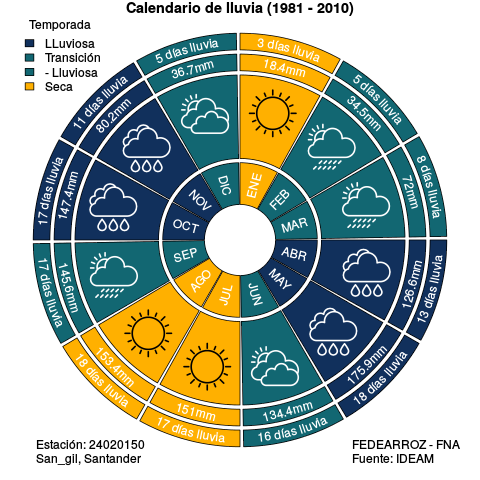 Calendario de lluvia (1981 - 2010)
Temporada
LLuviosa
Transición
- Lluviosa
Seca
3 días lluvia
18.4mm
ENE
5 días lluvia
34.5mm
FEB
8 días lluvia
72mm
MAR
13 días lluvia
126.6mm
ABR
18 días lluvia
175.9mm
MAY
16 días lluvia
134.4mm
JUN
17 días lluvia
151mm
JUL
18 días lluvia
153.4mm
AGO
17 días lluvia
145.6mm
SEP
17 días lluvia
147.4mm
OCT
11 días lluvia
80.2mm
NOV
5 días lluvia
36.7mm
DIC
Estación: 24020150
San_gil, Santander
FEDEARROZ - FNA
Fuente: IDEAM